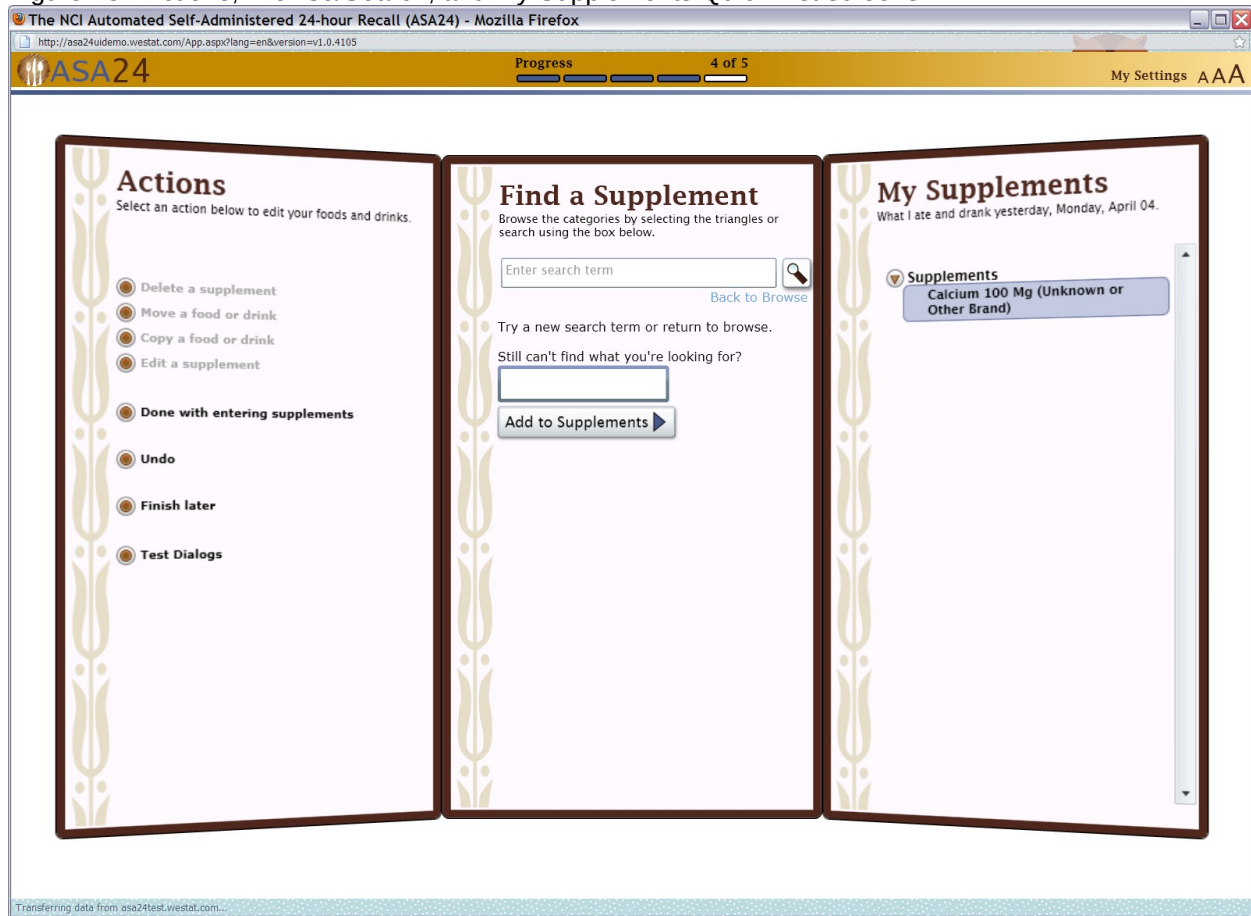 The NCI Automated Self-Administered 24-hour Recall (ASA24) - Mozilla Firefox
http://asa24uidemo.westat.com/App.aspx?lang=en&version=v1.0.4105
ASA24
Progress 4 of 5
My Settings AAA
Actions
Select an action below to edit your foods and drinks.
Delete a supplement
Move a food or drink
Copy a food or drink
Edit a supplement
Done with entering supplements
Undo
Finish later
Test Dialogs
Find a Supplement
Browse the categories by selecting the triangles or
search using the box below.
Enter search term
Back to Browse
Try a new search term or return to browse.
Still can't find what you're looking for?
Add to Supplements
My Supplements
What I ate and drank yesterday, Monday, April 04.
Supplements
Calcium 100 Mg (Unknown or
Other Brand)
Transferring data from asa24test.westat.com...